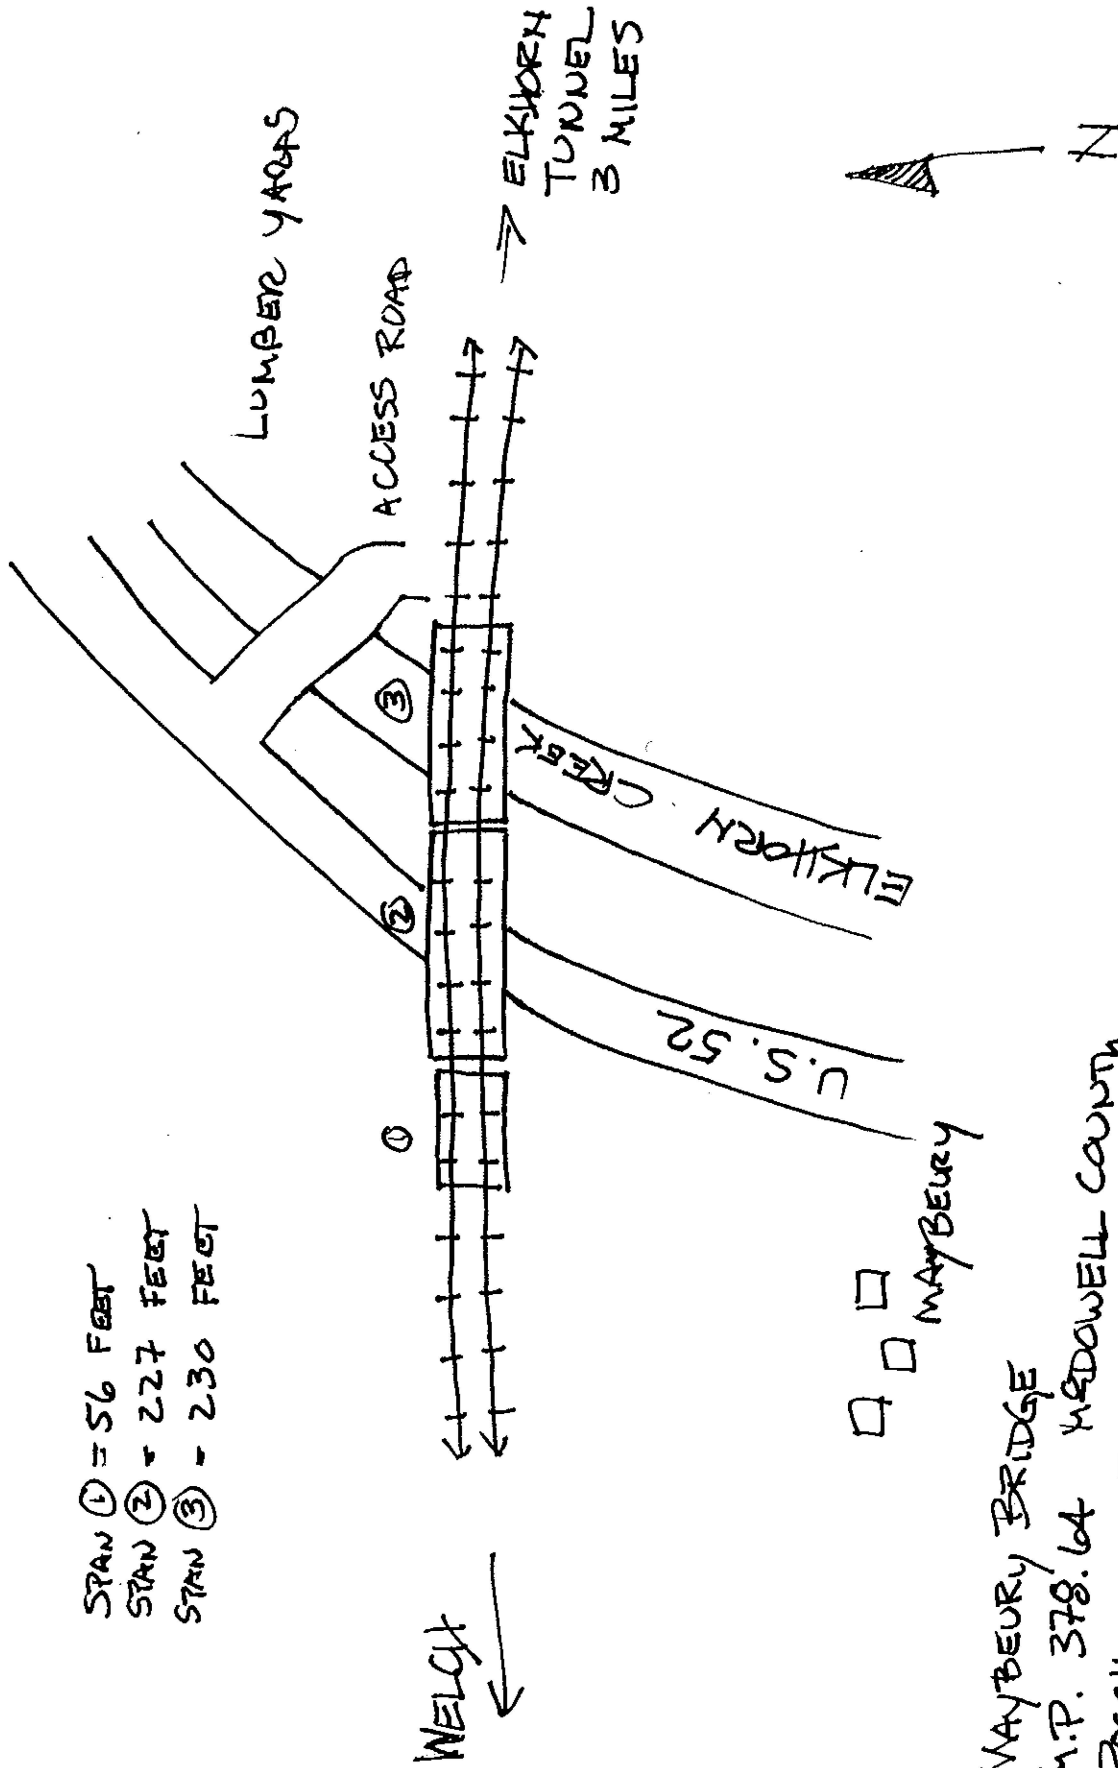 SPAN ① = 56 FEET
SPAN ② = 227 FEET
SPAN ③ = 230 FEET
LUMBER YARDS
ACCESS ROAD
① ② ③
WELCH
ELKHORN
TUNNEL
3 MILES
ELKHORN CREEK
U.S. 52
N
MAYBEURY
MAYBEURY BRIDGE
M.P. 378.64 McDOWELL COUNTY